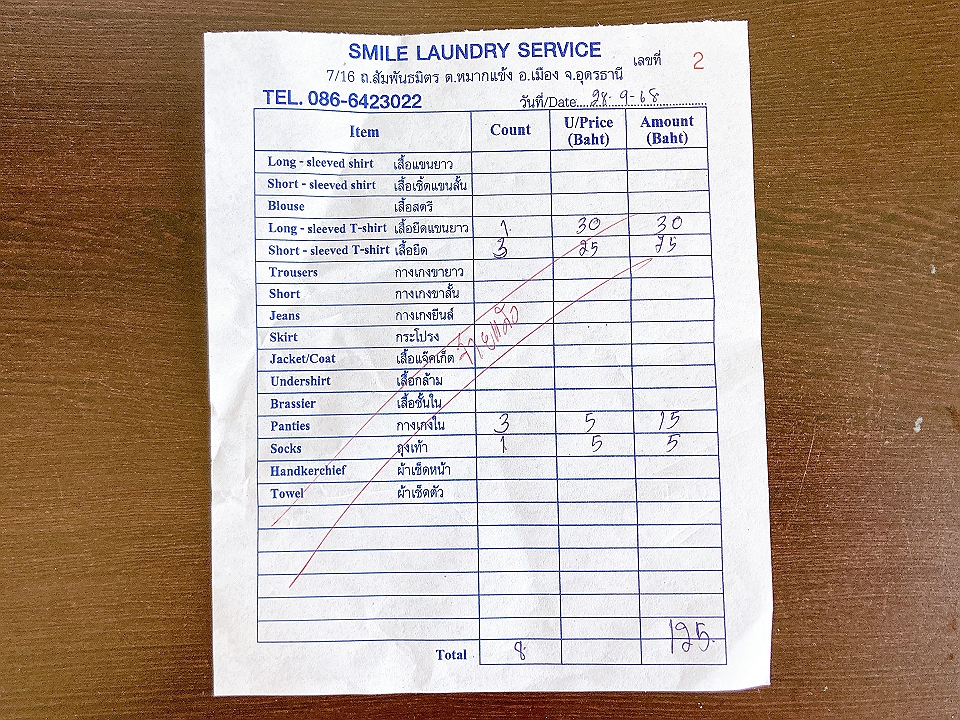 SMILE LAUNDRY SERVICE
เลขที่ 2
7/16 ถ.สัมพันธมิตร ต.หมากแข้ง อ.เมือง จ.อุดรธานี
TEL. 086-6423022 วันที่/Date....28-9-68
Item Count U/Price (Baht) Amount (Baht)
Long - sleeved shirt เสื้อแขนยาว
Short - sleeved shirt เสื้อเชิ้ตแขนสั้น
Blouse เสื้อสตรี
Long - sleeved T-shirt เสื้อยืดแขนยาว 1 30 30
Short - sleeved T-shirt เสื้อยืด 3 25 75
Trousers กางเกงขายาว
Short กางเกงขาสั้น
Jeans กางเกงยีนส์
Skirt กระโปรง
จ่ายแล้ว
Jacket/Coat เสื้อแจ๊คเก็ต
Undershirt เสื้อกล้าม
Brassier เสื้อชั้นใน
Panties กางเกงใน 3 5 15
Socks ถุงเท้า 1 5 5
Handkerchief ผ้าเช็ดหน้า
Towel ผ้าเช็ดตัว
Total 8 125.